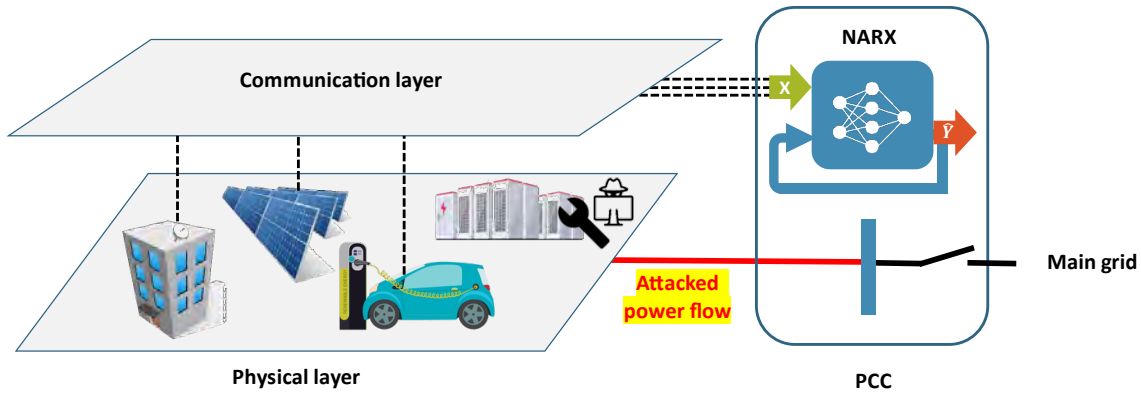 NARX
Communication layer
X
Ŷ
Attacked
power flow
Main grid
Physical layer
PCC